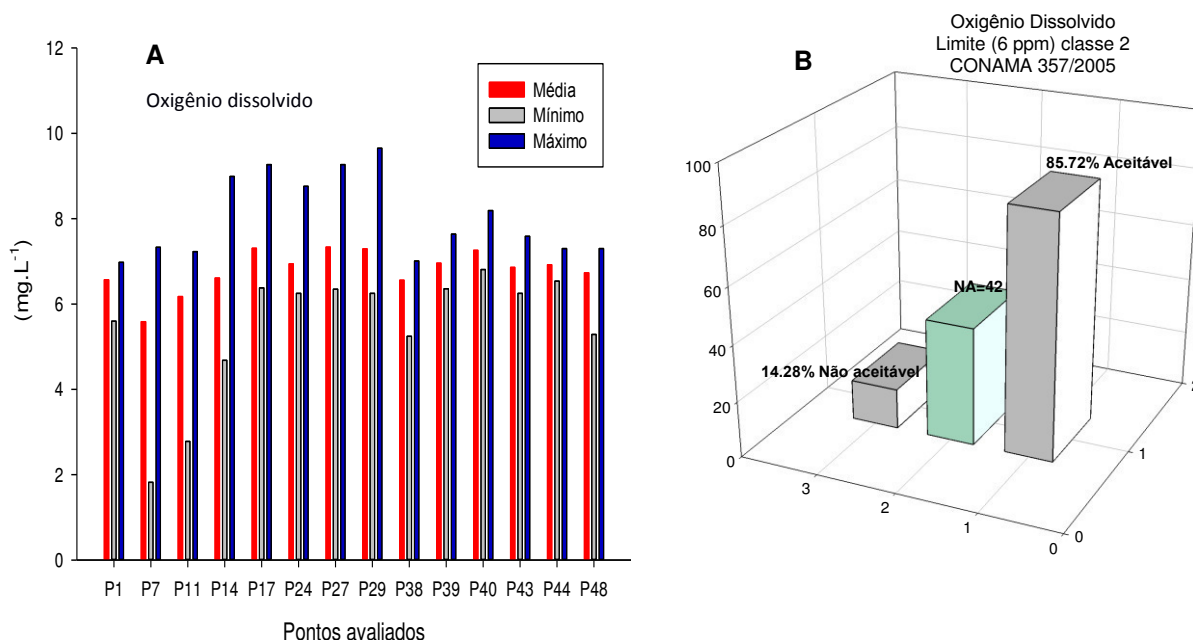 A
Oxigênio dissolvido
Média
Mínimo
Máximo
(mg.L⁻¹)
12
10
8
6
4
2
0
P1 P7 P11 P14 P17 P24 P27 P29 P38 P39 P40 P43 P44 P48
Pontos avaliados
Oxigênio Dissolvido
Limite (6 ppm) classe 2
CONAMA 357/2005
B
100
80
60
40
20
0
85.72% Aceitável
NA=42
14.28% Não aceitável
3
2
1
0
0
1
2